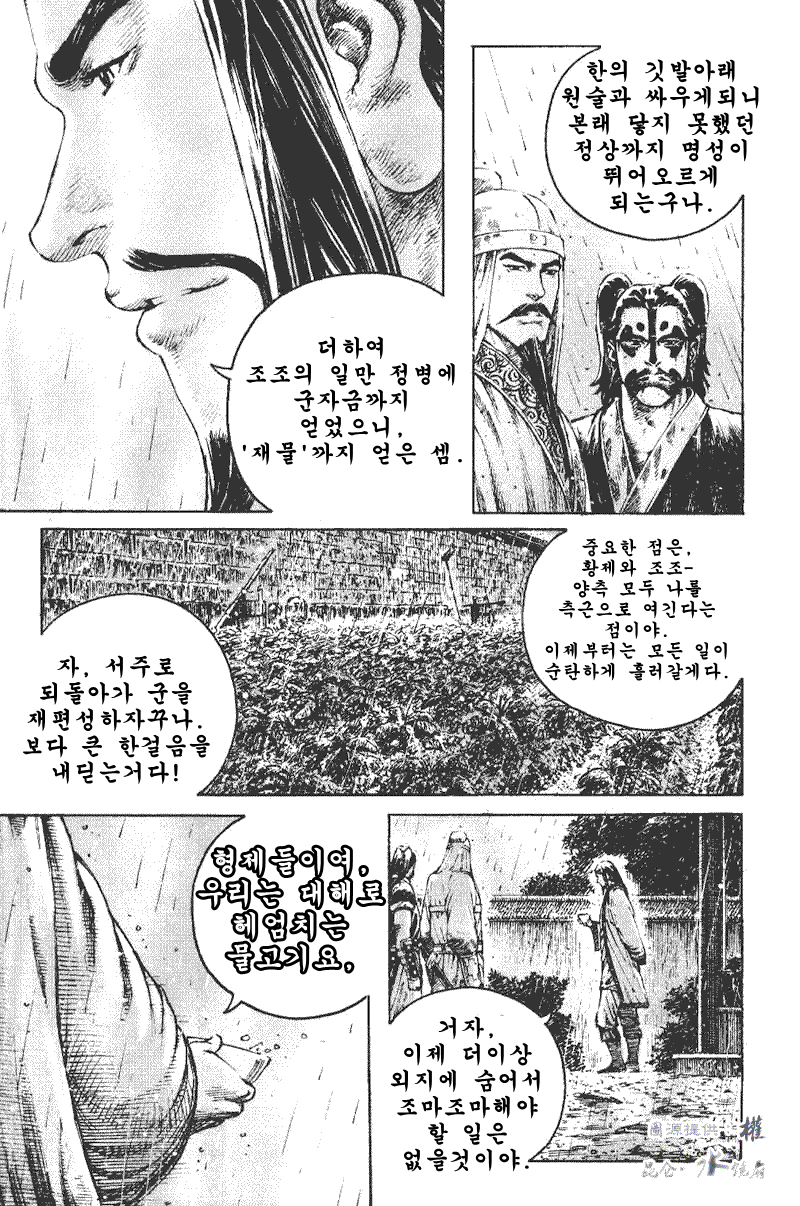 한의 깃발아래
원술과 싸우게되니
본래 닿지 못했던
정상까지 명성이
뛰어오르게
되는구나.
더하여
조조의 일만 정병에
군자금까지
얻었으니,
'재물'까지 얻은 셈.
중요한 점은,
황제와 조조-
양측 모두 나를
측근으로 여긴다는
점이야.
이제부터는 모든 일이
순탄하게 흘러갈게다.
자, 서주로
되돌아가 군을
재편성하자꾸나.
보다 큰 한걸음을
내딛는거다!
형제들이여,
우리는 대해로
헤엄치는
물고기요,
거자,
이제 더이상
외지에 숨어서
조마조마해야
할 일은
없을것이야.
圖源提供
權